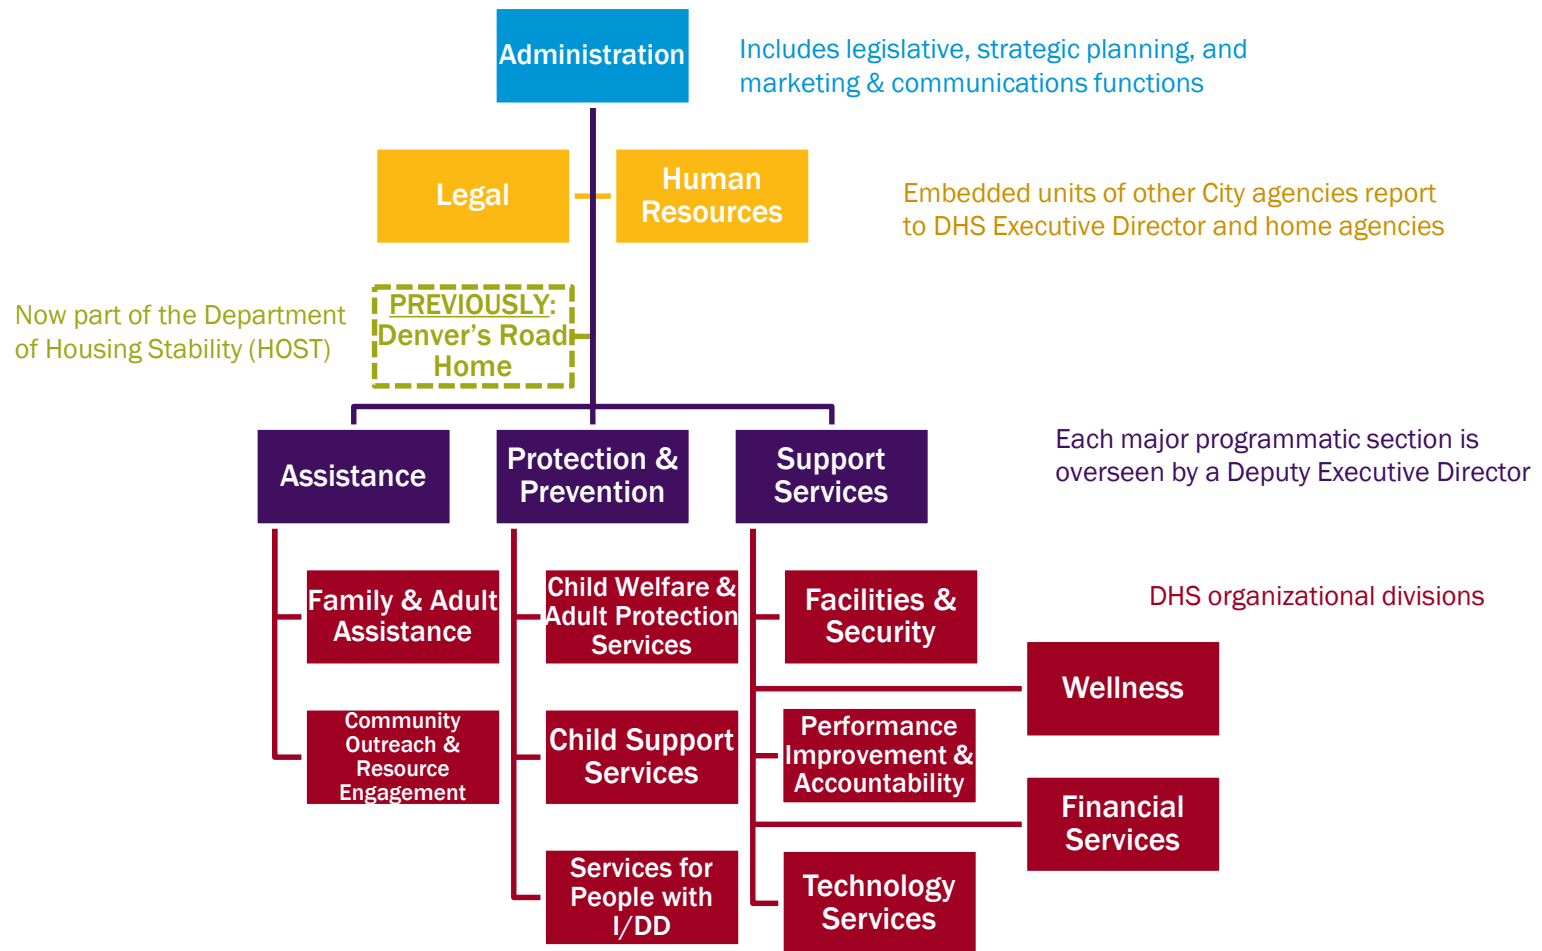 Administration
Includes legislative, strategic planning, and
marketing & communications functions
Legal
Human
Resources
Embedded units of other City agencies report
to DHS Executive Director and home agencies
Now part of the Department
of Housing Stability (HOST)
PREVIOUSLY:
Denver's Road
Home
Assistance
Protection &
Prevention
Support
Services
Each major programmatic section is
overseen by a Deputy Executive Director
Family & Adult
Assistance
Child Welfare &
Adult Protection
Services
Facilities &
Security
DHS organizational divisions
Wellness
Community
Outreach &
Resource
Engagement
Child Support
Services
Performance
Improvement &
Accountability
Financial
Services
Services for
People with
I/DD
Technology
Services